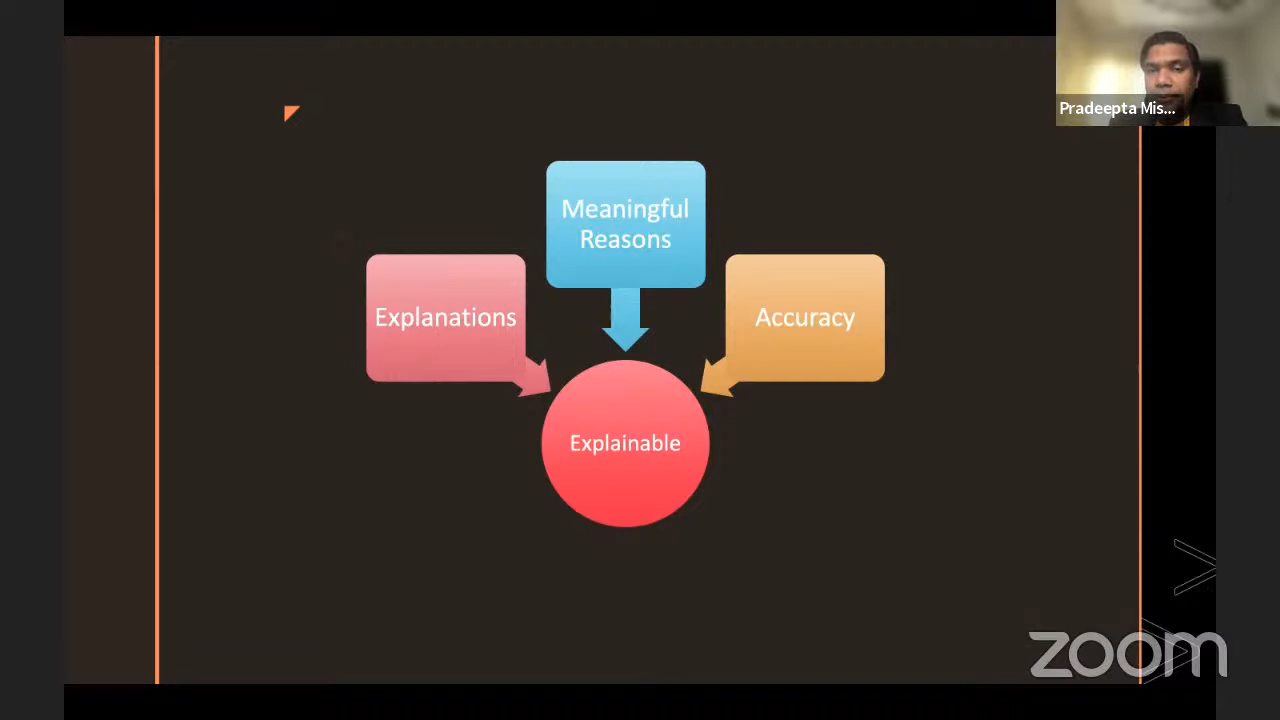 Pradeepta Mis...
Meaningful
Reasons
Explanations
Accuracy
Explainable
zoom